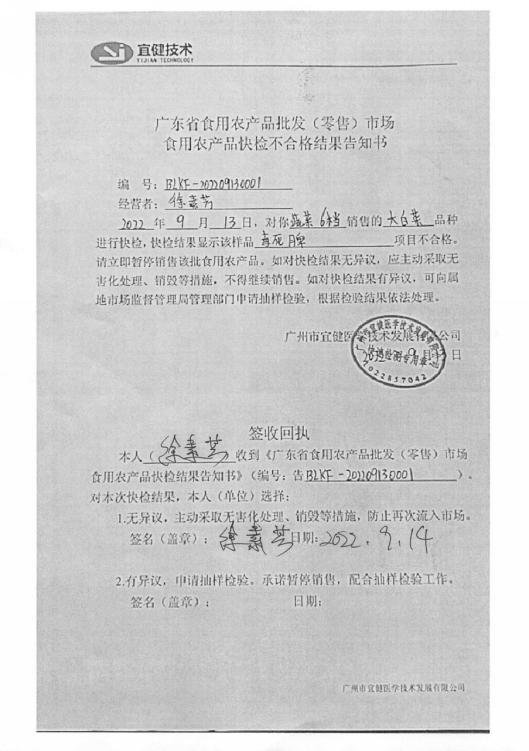 宜健技术
YIJIAN TECHNOLOGY
广东省食用农产品批发（零售）市场
食用农产品快检不合格结果告知书
编 号：BLKF-202209130001
经营者：徐素芳
2022 年 9 月 13 日，对你蔬菜6档销售的大白菜品种
进行快检，快检结果显示该样品毒死脾项目不合格。
请立即暂停销售该批食用农产品。如对快检结果无异议，应主动采取无
害化处理、销毁等措施，不得继续销售。如对快检结果有异议，可向属
地市场监督管理局管理部门申请抽样检验，根据检验结果依法处理。
广州市宜健医学技术发展有限公司
快速检测专用章
2022857042
签收回执
本人（徐素芳 收到《广东省食用农产品批发（零售）市场
食用农产品快检结果告知书》（编号：告BLKF-202209130001 ）。
对本次快检结果，本人（单位）选择：
1.无异议，主动采取无害化处理、销毁等措施，防止再次流入市场。
签名（盖章）：徐素芳日期：2022.9.14
2.有异议，申请抽样检验。承诺暂停销售，配合抽样检验工作。
签名（盖章）： 日期：
广州市宜健医学技术发展有限公司